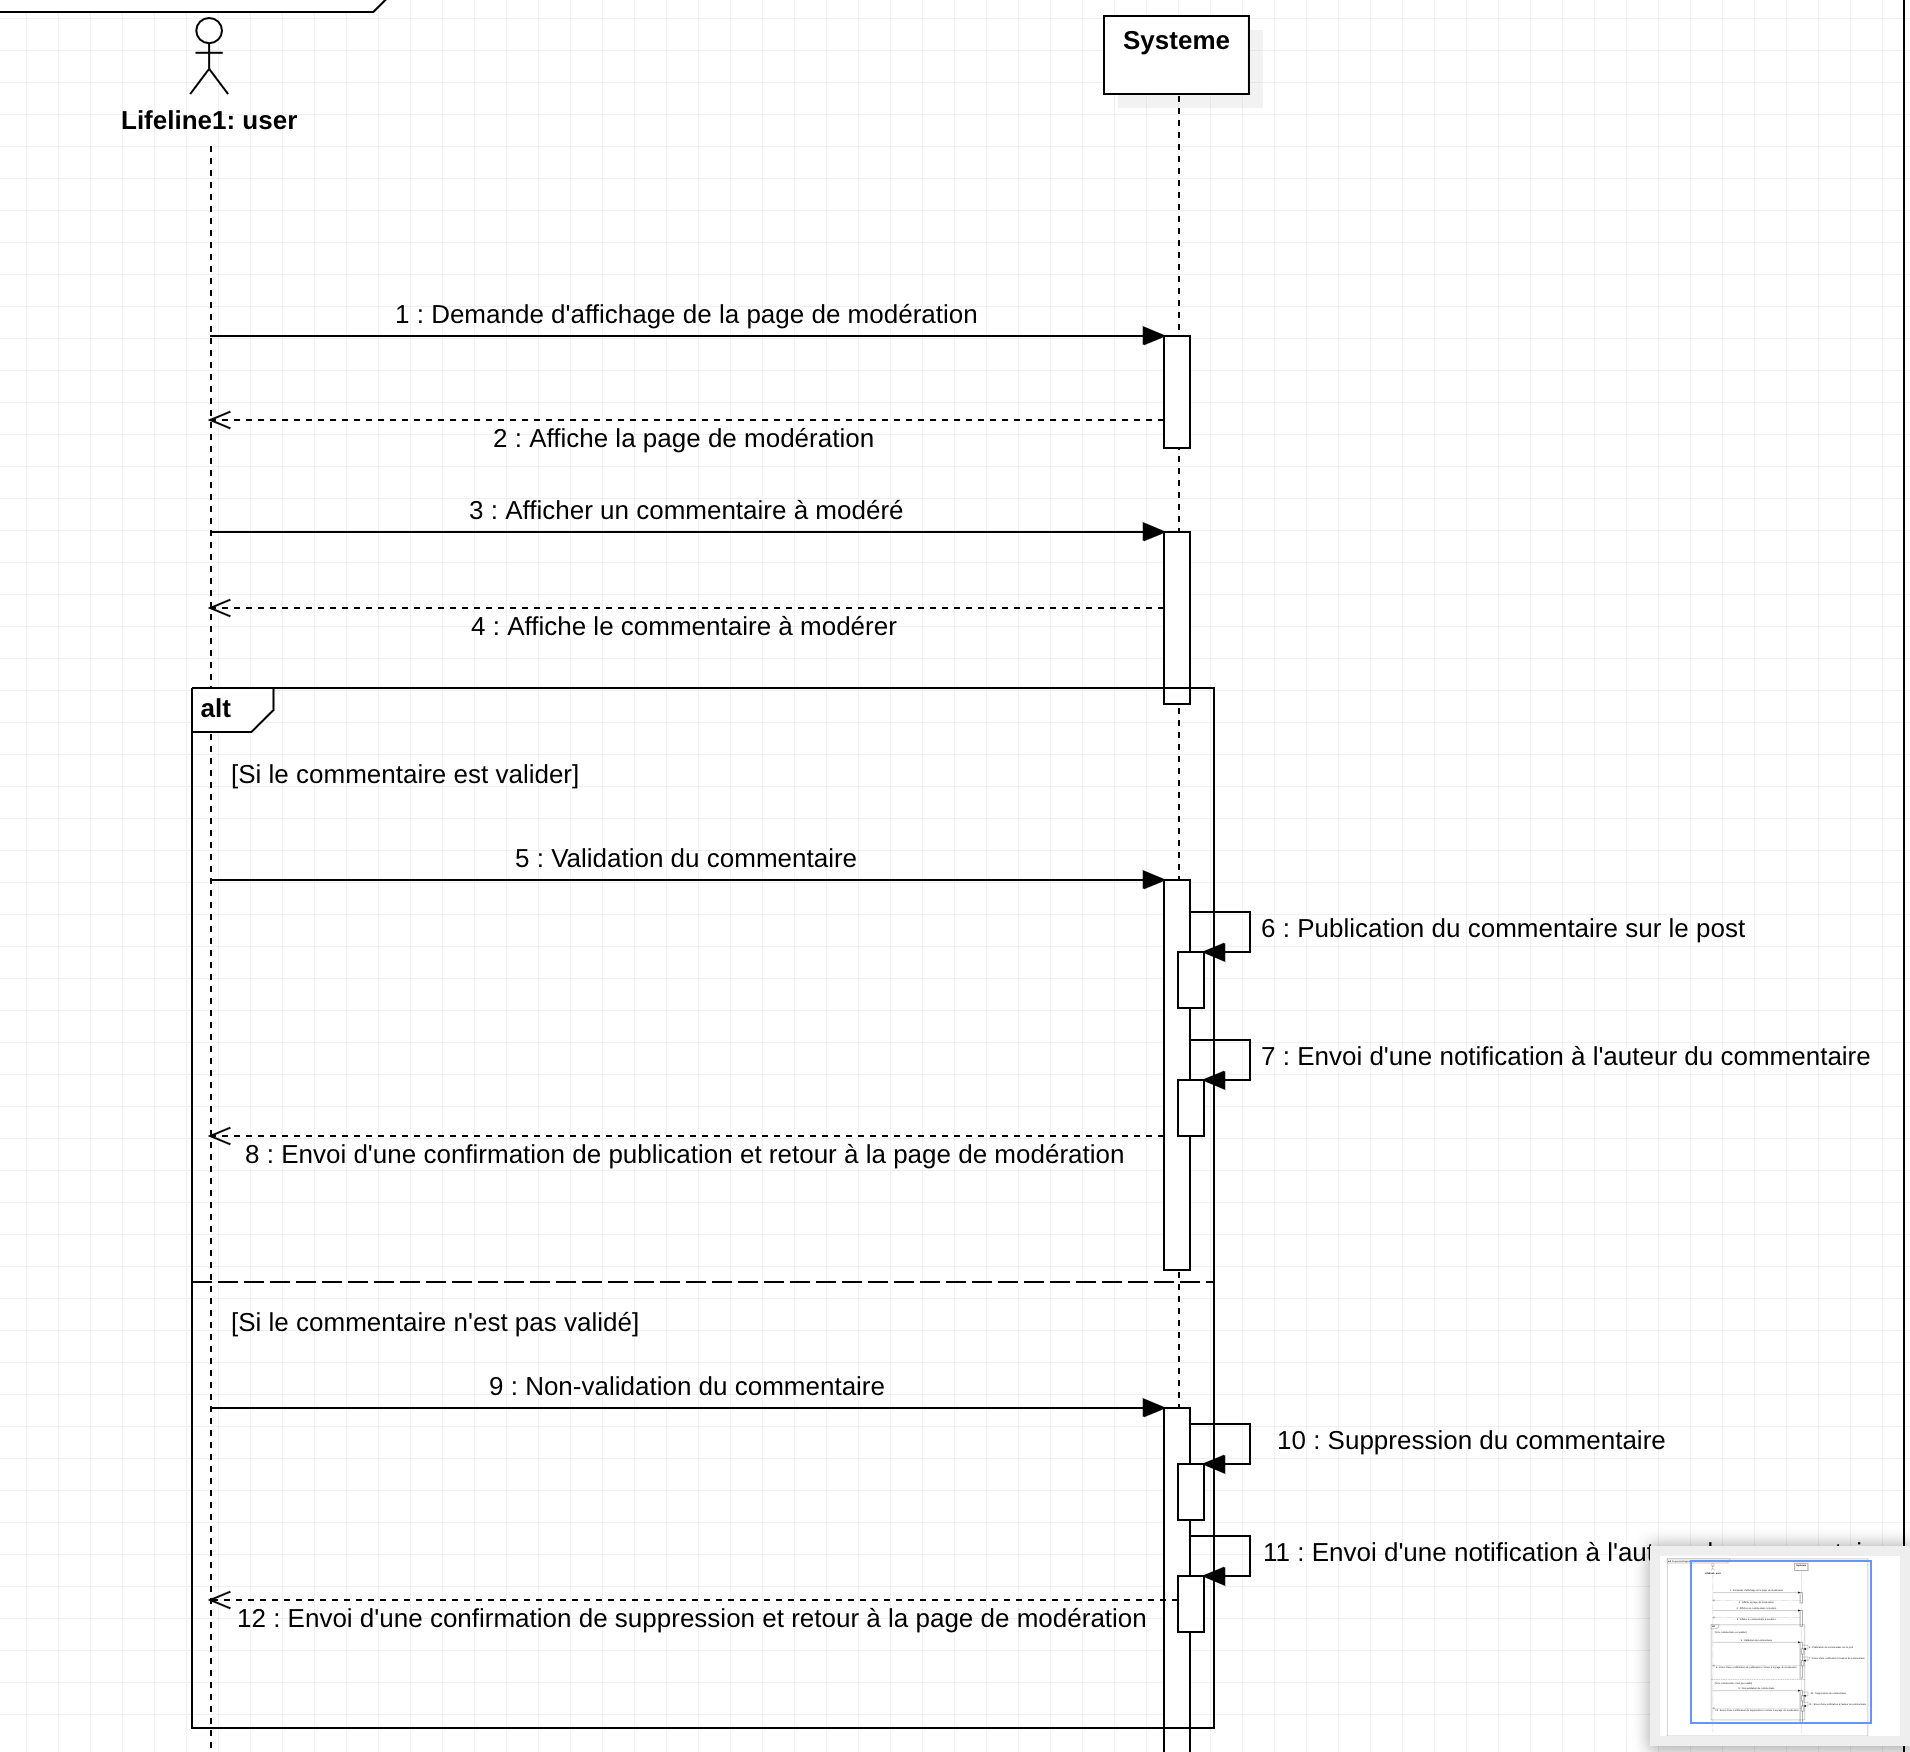 Systeme
Lifeline1: user
1 : Demande d'affichage de la page de modération
2 : Affiche la page de modération
3 : Afficher un commentaire à modéré
4 : Affiche le commentaire à modérer
alt
[Si le commentaire est valider]
5 : Validation du commentaire
6 : Publication du commentaire sur le post
7 : Envoi d'une notification à l'auteur du commentaire
8 : Envoi d'une confirmation de publication et retour à la page de modération
[Si le commentaire n'est pas validé]
9 : Non-validation du commentaire
10 : Suppression du commentaire
11 : Envoi d'une notification à
12 : Envoi d'une confirmation de suppression et retour à la page de modération